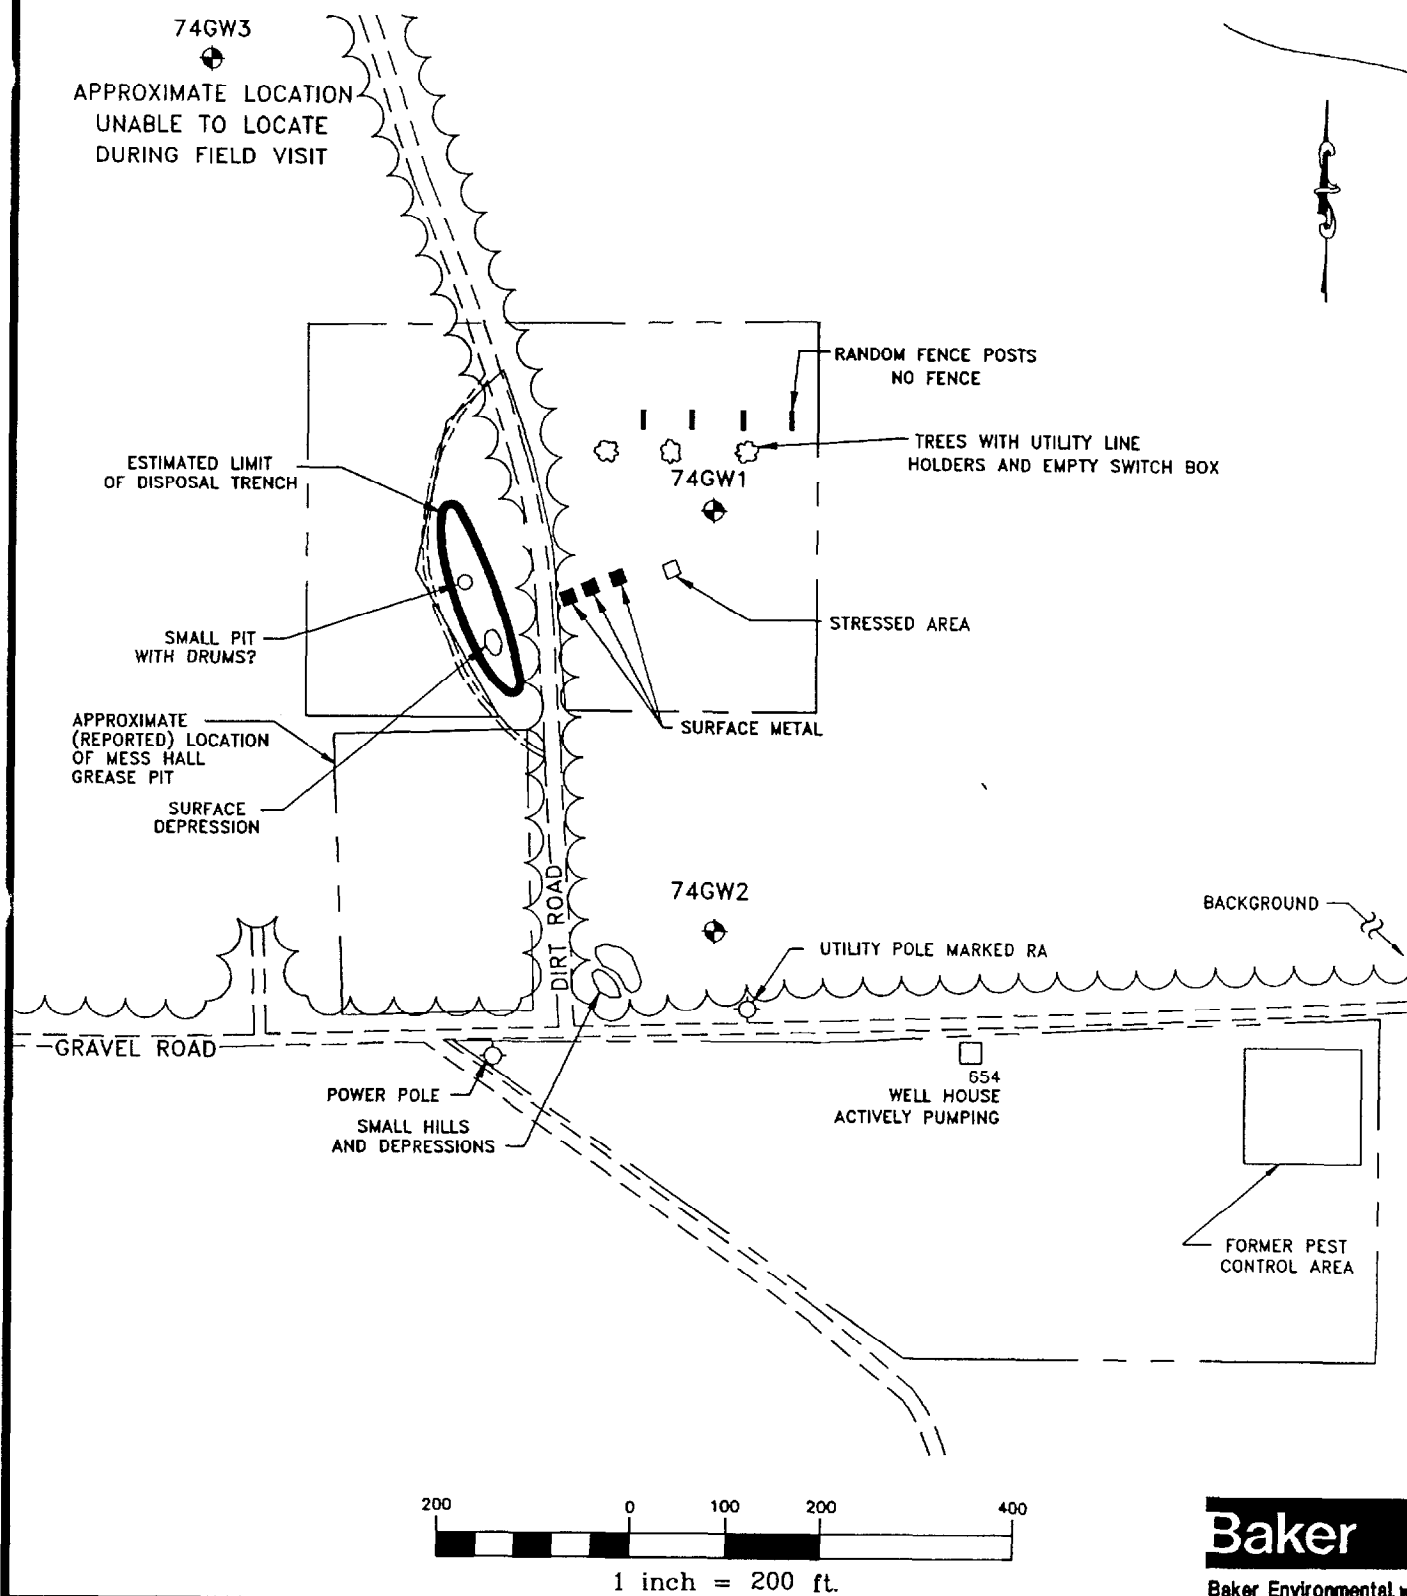 74GW3
APPROXIMATE LOCATION
UNABLE TO LOCATE
DURING FIELD VISIT
RANDOM FENCE POSTS
NO FENCE
TREES WITH UTILITY LINE
HOLDERS AND EMPTY SWITCH BOX
ESTIMATED LIMIT
OF DISPOSAL TRENCH
74GW1
SMALL PIT
WITH DRUMS?
STRESSED AREA
APPROXIMATE
(REPORTED) LOCATION
OF MESS HALL
GREASE PIT
SURFACE METAL
SURFACE
DEPRESSION
DIRT ROAD
74GW2
BACKGROUND
UTILITY POLE MARKED RA
GRAVEL ROAD
654
WELL HOUSE
ACTIVELY PUMPING
POWER POLE
SMALL HILLS
AND DEPRESSIONS
FORMER PEST
CONTROL AREA
200 0 100 200 400
1 inch = 200 ft.
Baker
Baker Environmental,